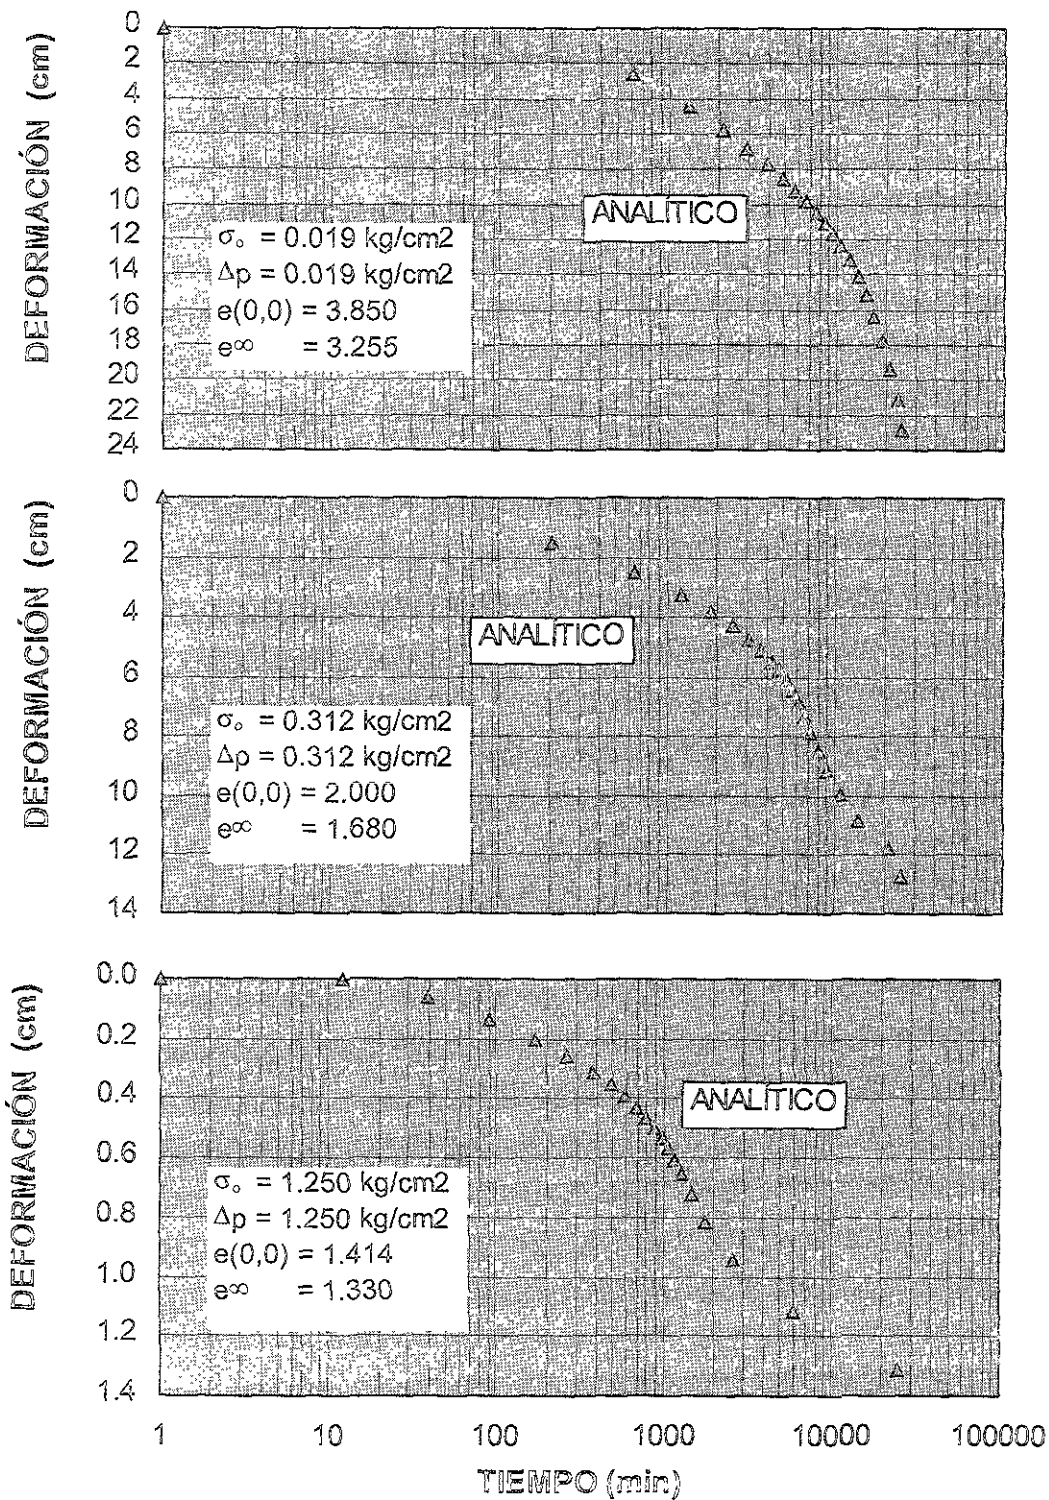 DEFORMACIÓN (cm)
0
2
4
6
8
10
12
14
16
18
20
22
24
ANALÍTICO
σₒ = 0.019 kg/cm2
Δp = 0.019 kg/cm2
e(0,0) = 3.850
e∞ = 3.255
DEFORMACIÓN (cm)
0
2
4
6
8
10
12
14
ANALÍTICO
σₒ = 0.312 kg/cm2
Δp = 0.312 kg/cm2
e(0,0) = 2.000
e∞ = 1.680
DEFORMACIÓN (cm)
0.0
0.2
0.4
0.6
0.8
1.0
1.2
1.4
ANALÍTICO
σₒ = 1.250 kg/cm2
Δp = 1.250 kg/cm2
e(0,0) = 1.414
e∞ = 1.330
1 10 100 1000 10000 100000
TIEMPO (min)